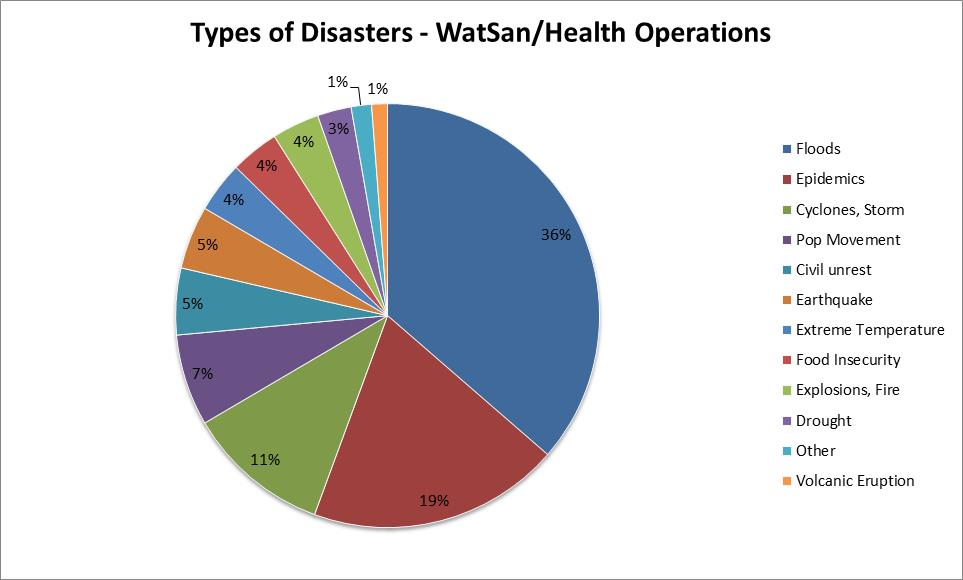 Types of Disasters - WatSan/Health Operations
1%
1%
3%
4%
4%
4%
5%
5%
7%
11%
19%
36%
Floods
Epidemics
Cyclones, Storm
Pop Movement
Civil unrest
Earthquake
Extreme Temperature
Food Insecurity
Explosions, Fire
Drought
Other
Volcanic Eruption